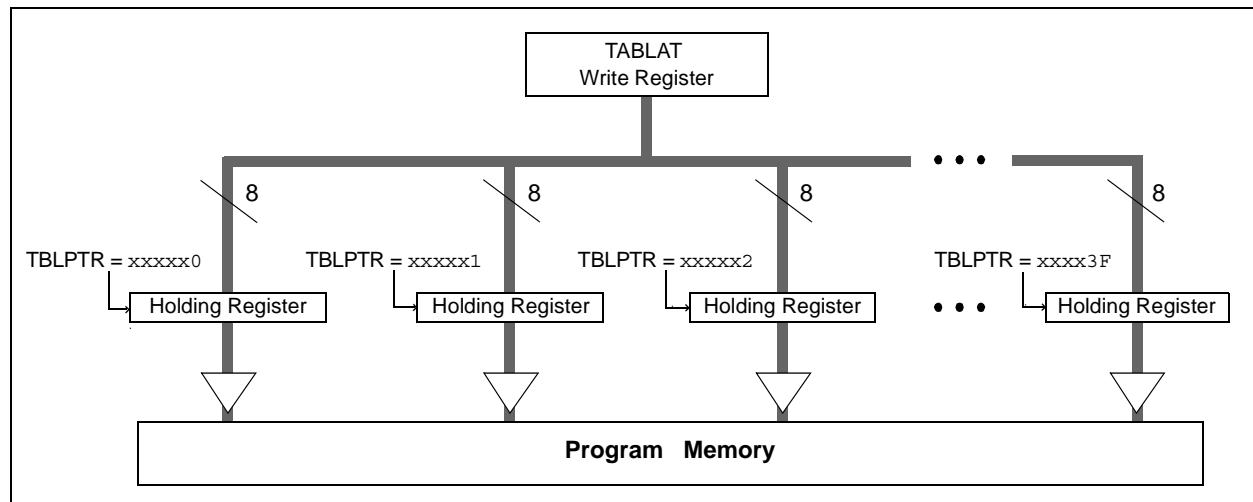 TABLAT
Write Register
8 8 8 8
TBLPTR = xxxxx0 TBLPTR = xxxxx1 TBLPTR = xxxxx2 TBLPTR = xxxx3F
Holding Register Holding Register Holding Register Holding Register
Program Memory